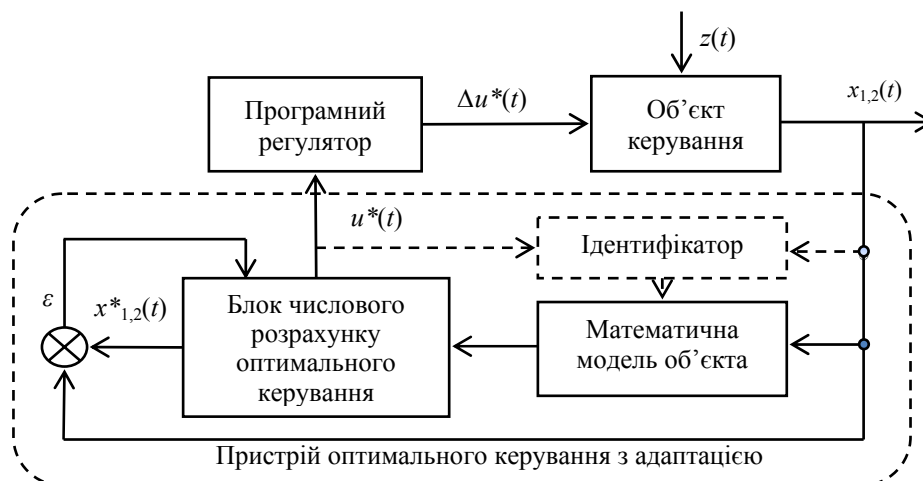 z(t)
x1,2(t)
Програмний
регулятор
Δu*(t)
Об’єкт
керування
u*(t)
Ідентифікатор
ε
x*1,2(t)
Блок числового
розрахунку
оптимального
керування
Математична
модель об’єкта
Пристрій оптимального керування з адаптацією